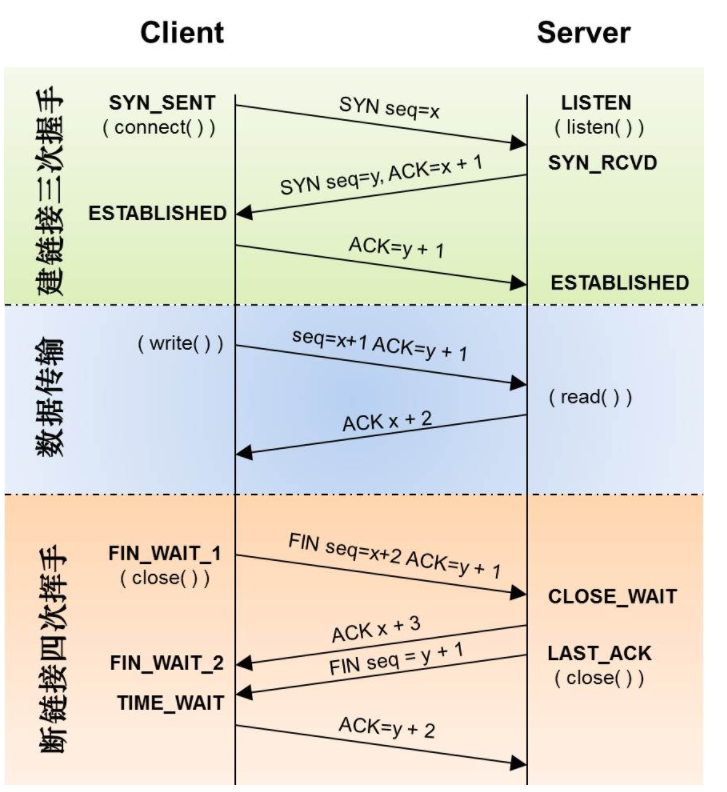 Client
Server
建链接三次握手
SYN_SENT
( connect( ) )
SYN seq=x
LISTEN
( listen( ) )
SYN_RCVD
SYN seq=y, ACK=x + 1
ESTABLISHED
ACK=y + 1
ESTABLISHED
数据传输
( write( ) )
seq=x+1 ACK=y + 1
( read( ) )
ACK x + 2
断链接四次挥手
FIN_WAIT_1
( close( ) )
FIN seq=x+2 ACK=y + 1
CLOSE_WAIT
ACK x + 3
FIN_WAIT_2
FIN seq = y + 1
LAST_ACK
( close( ) )
TIME_WAIT
ACK=y + 2